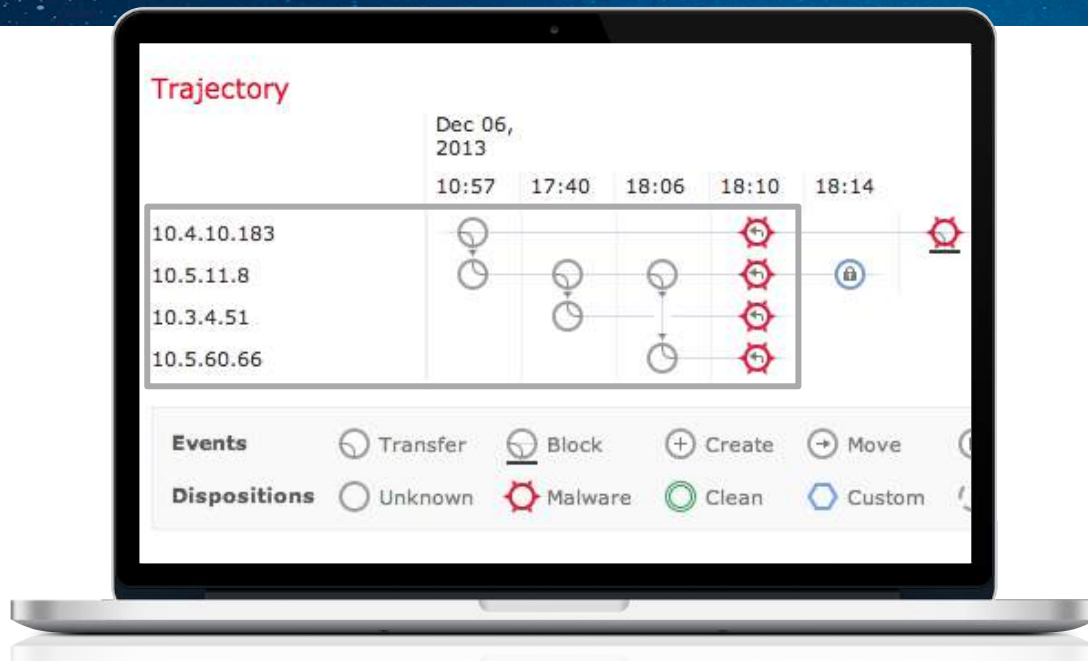 Trajectory
Dec 06,
2013
10:57 17:40 18:06 18:10 18:14
10.4.10.183
10.5.11.8
10.3.4.51
10.5.60.66
Events Transfer Block Create Move
Dispositions Unknown Malware Clean Custom